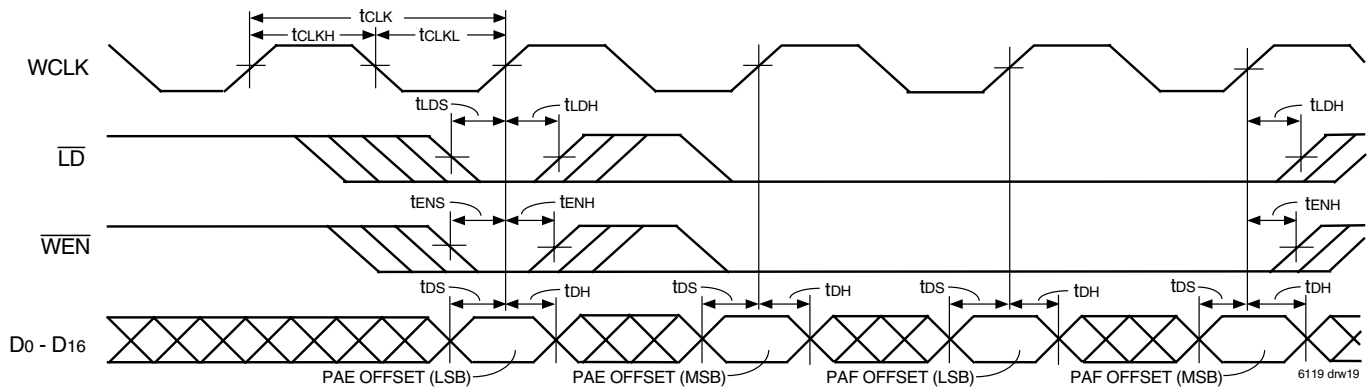 tCLK
tCLKH
tCLKL
WCLK
tLDS
tLDH
tLDH
LD
tENS
tENH
tENH
WEN
tDS
tDH
tDS
tDH
tDS
tDH
tDS
tDH
D0 - D16
PAE OFFSET (LSB)
PAE OFFSET (MSB)
PAF OFFSET (LSB)
PAF OFFSET (MSB)
6119 drw19